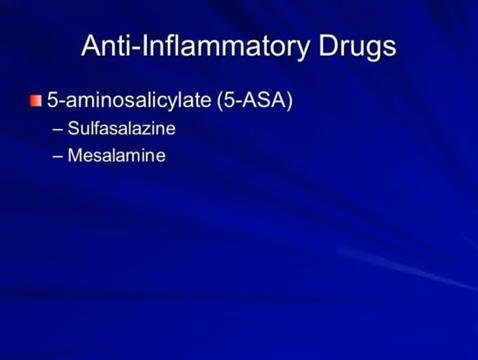 Anti-Inflammatory Drugs
5-aminosalicylate (5-ASA)
– Sulfasalazine
– Mesalamine